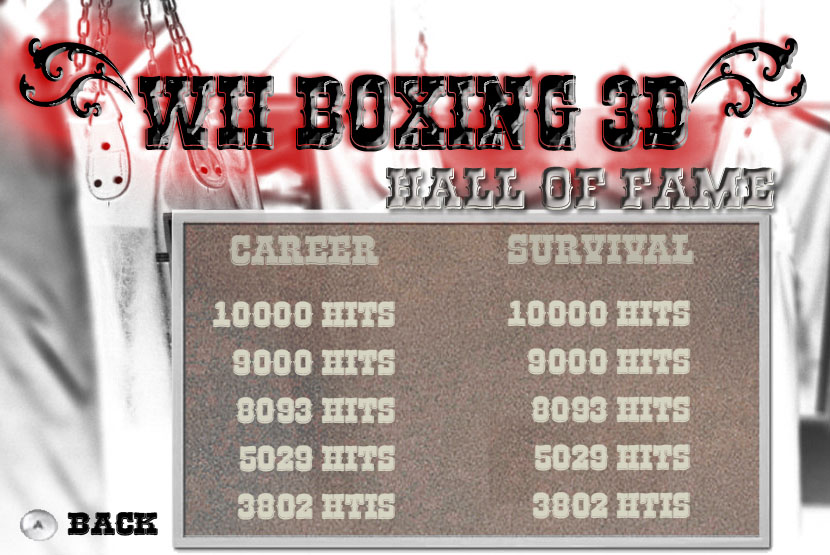 WII BOXING 3D
HALL OF FAME
CAREER SURVIVAL
10000 HITS 10000 HITS
9000 HITS 9000 HITS
8093 HITS 8093 HITS
5029 HITS 5029 HITS
3802 HTIS 3802 HTIS
A BACK